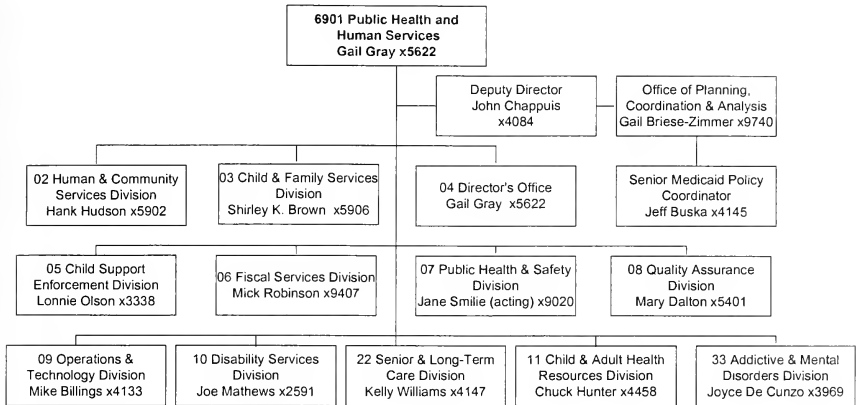 6901 Public Health and
Human Services
Gail Gray x5622
Deputy Director
John Chappuis
x4084
Office of Planning,
Coordination & Analysis
Gail Briese-Zimmer x9740
02 Human & Community
Services Division
Hank Hudson x5902
03 Child & Family Services
Division
Shirley K. Brown x5906
04 Director's Office
Gail Gray x5622
Senior Medicaid Policy
Coordinator
Jeff Buska x4145
05 Child Support
Enforcement Division
Lonnie Olson x3338
06 Fiscal Services Division
Mick Robinson x9407
07 Public Health & Safety
Division
Jane Smilie (acting) x9020
08 Quality Assurance
Division
Mary Dalton x5401
09 Operations &
Technology Division
Mike Billings x4133
10 Disability Services
Division
Joe Mathews x2591
22 Senior & Long-Term
Care Division
Kelly Williams x4147
11 Child & Adult Health
Resources Division
Chuck Hunter x4458
33 Addictive & Mental
Disorders Division
Joyce De Cunzo x3969